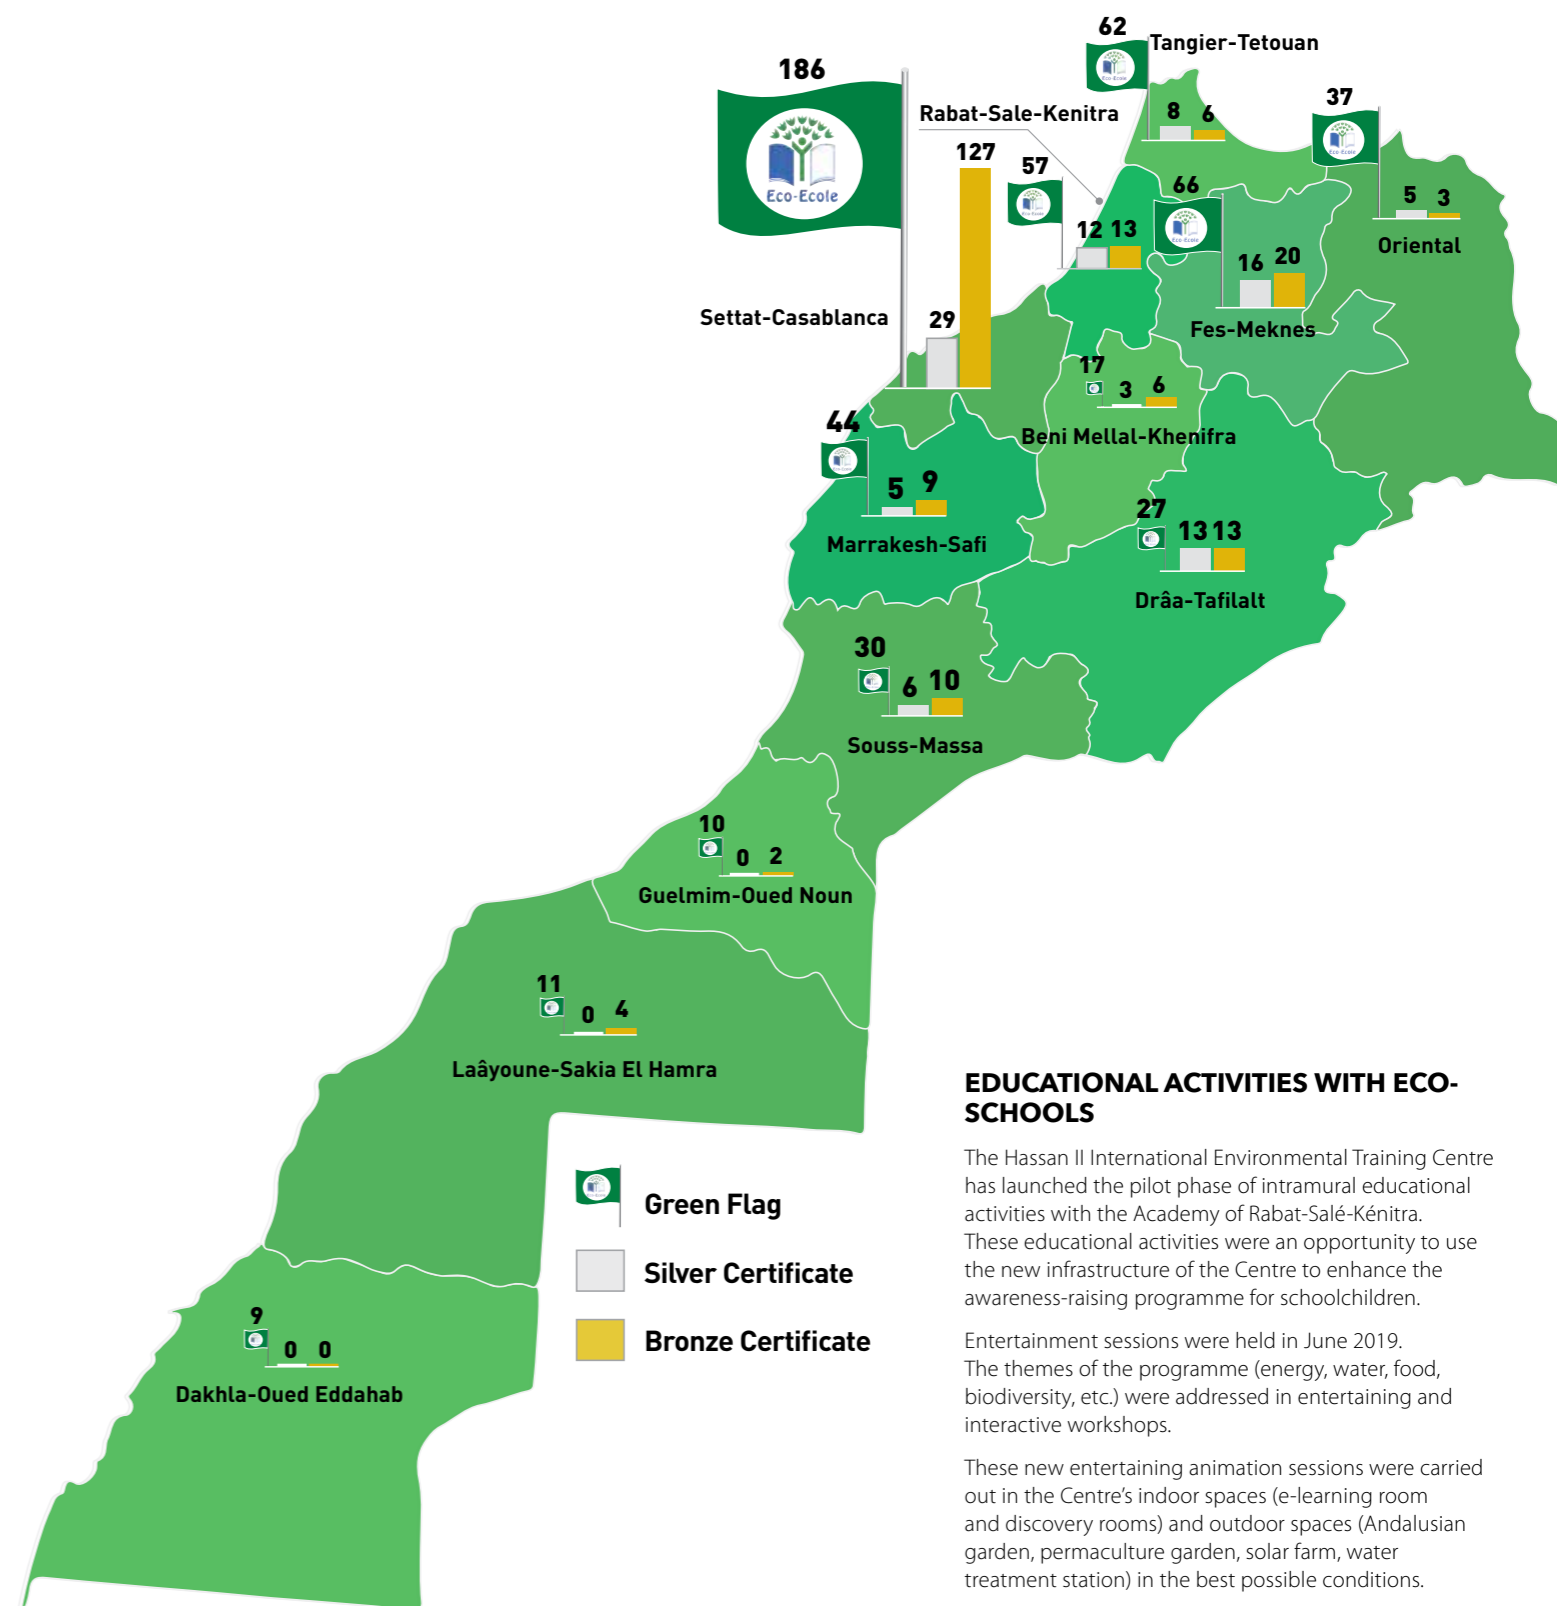 62
Tangier-Tetouan
8 6
186
Eco-Ecole
Rabat-Sale-Kenitra
37
Eco-Ecole
5 3
Oriental
127
57
12 13
66
Eco-Ecole
16 20
Fes-Meknes
Settat-Casablanca
29
17
3 6
Beni Mellal-Khenifra
44
5 9
Marrakesh-Safi
27
13 13
Drâa-Tafilalt
30
6 10
Souss-Massa
10
0 2
Guelmim-Oued Noun
11
0 4
Laâyoune-Sakia El Hamra
9
0 0
Dakhla-Oued Eddahab
Green Flag
Silver Certificate
Bronze Certificate
EDUCATIONAL ACTIVITIES WITH ECO-
SCHOOLS
The Hassan II International Environmental Training Centre
has launched the pilot phase of intramural educational
activities with the Academy of Rabat-Salé-Kénitra.
These educational activities were an opportunity to use
the new infrastructure of the Centre to enhance the
awareness-raising programme for schoolchildren.
Entertainment sessions were held in June 2019.
The themes of the programme (energy, water, food,
biodiversity, etc.) were addressed in entertaining and
interactive workshops.
These new entertaining animation sessions were carried
out in the Centre's indoor spaces (e-learning room
and discovery rooms) and outdoor spaces (Andalusian
garden, permaculture garden, solar farm, water
treatment station) in the best possible conditions.